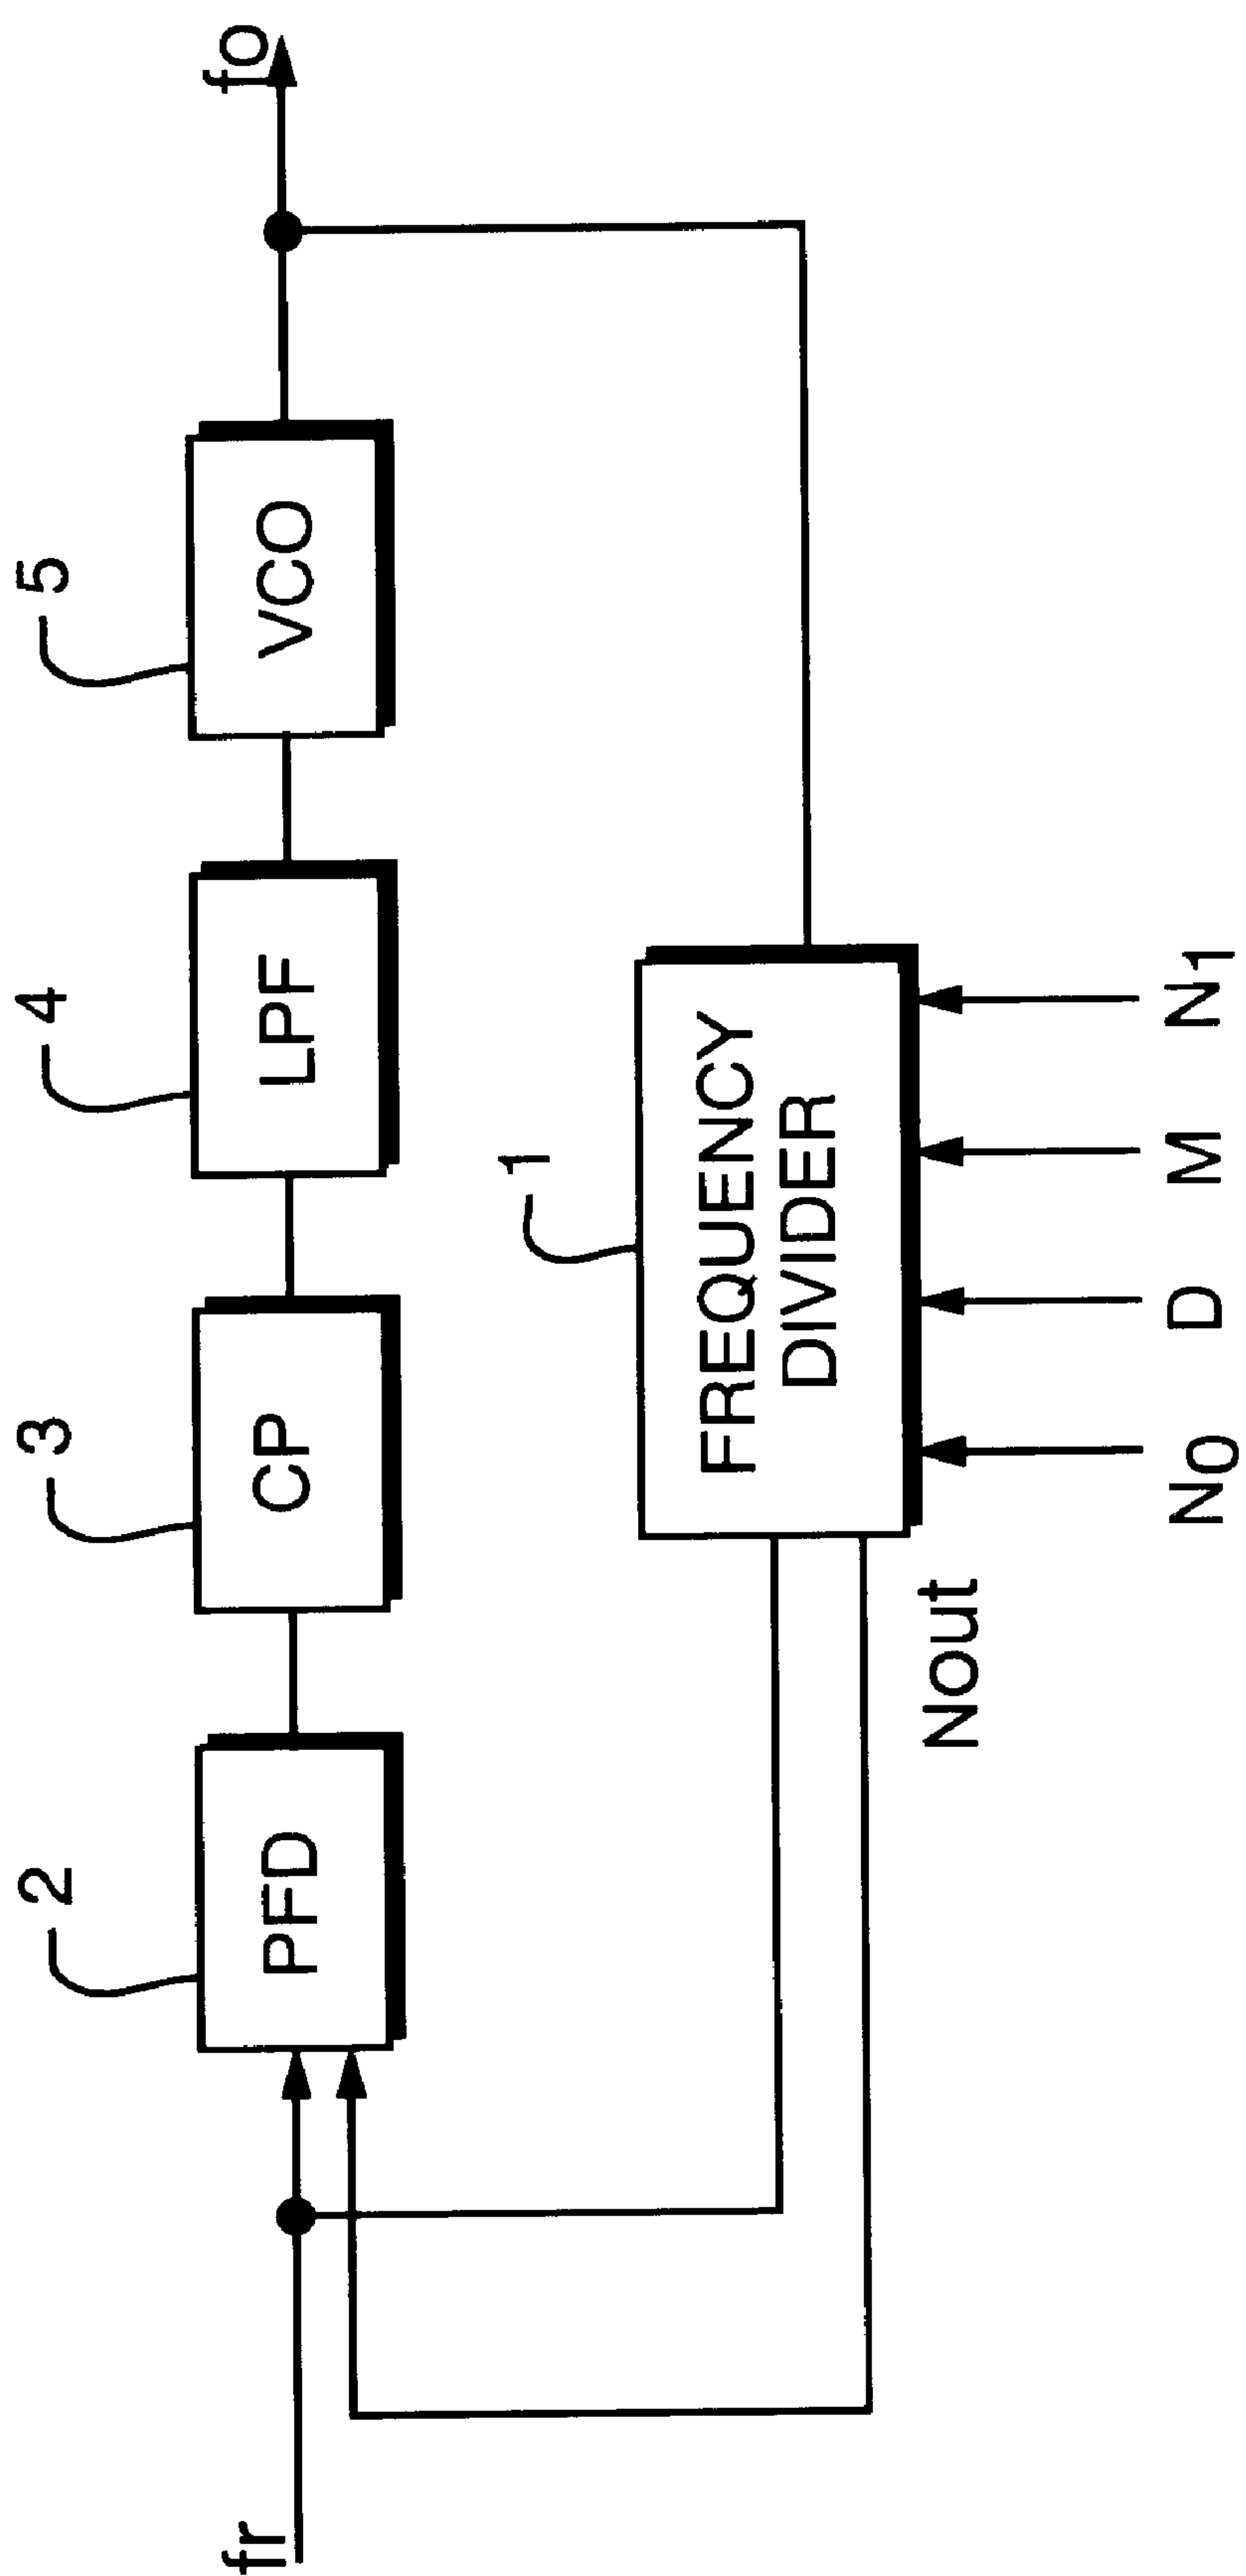 2
3
4
5
fr
PFD
CP
LPF
VCO
fo
1
FREQUENCY
DIVIDER
Nout
N0
D
M
N1